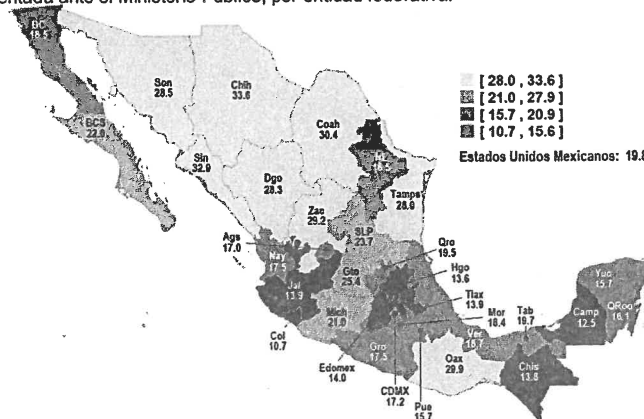 entada ante el Ministerio Público, por entidad federativa.
BC
18.5
Son
28.5
Chih
33.6
[ 28.0 , 33.6 ]
[ 21.0 , 27.9 ]
[ 15.7 , 20.9 ]
[ 10.7 , 15.6 ]
Estados Unidos Mexicanos: 19.8
BCS
22.9
Coah
30.4
Sin
32.9
Dgo
28.3
Tamps
28.0
Zac
29.2
SLP
23.7
Ags
17.0
Qro
19.5
Nay
17.5
Gto
25.4
Hgo
13.6
Jal
13.9
Tlax
13.9
Mich
21.0
Mor
18.4
Tab
19.7
Yuc
15.7
QRoo
16.1
Camp
12.5
Col
10.7
Ver
18.7
Edomex
14.0
Gro
17.5
Oax
29.9
Chis
13.8
CDMX
17.2
Pue
15.7